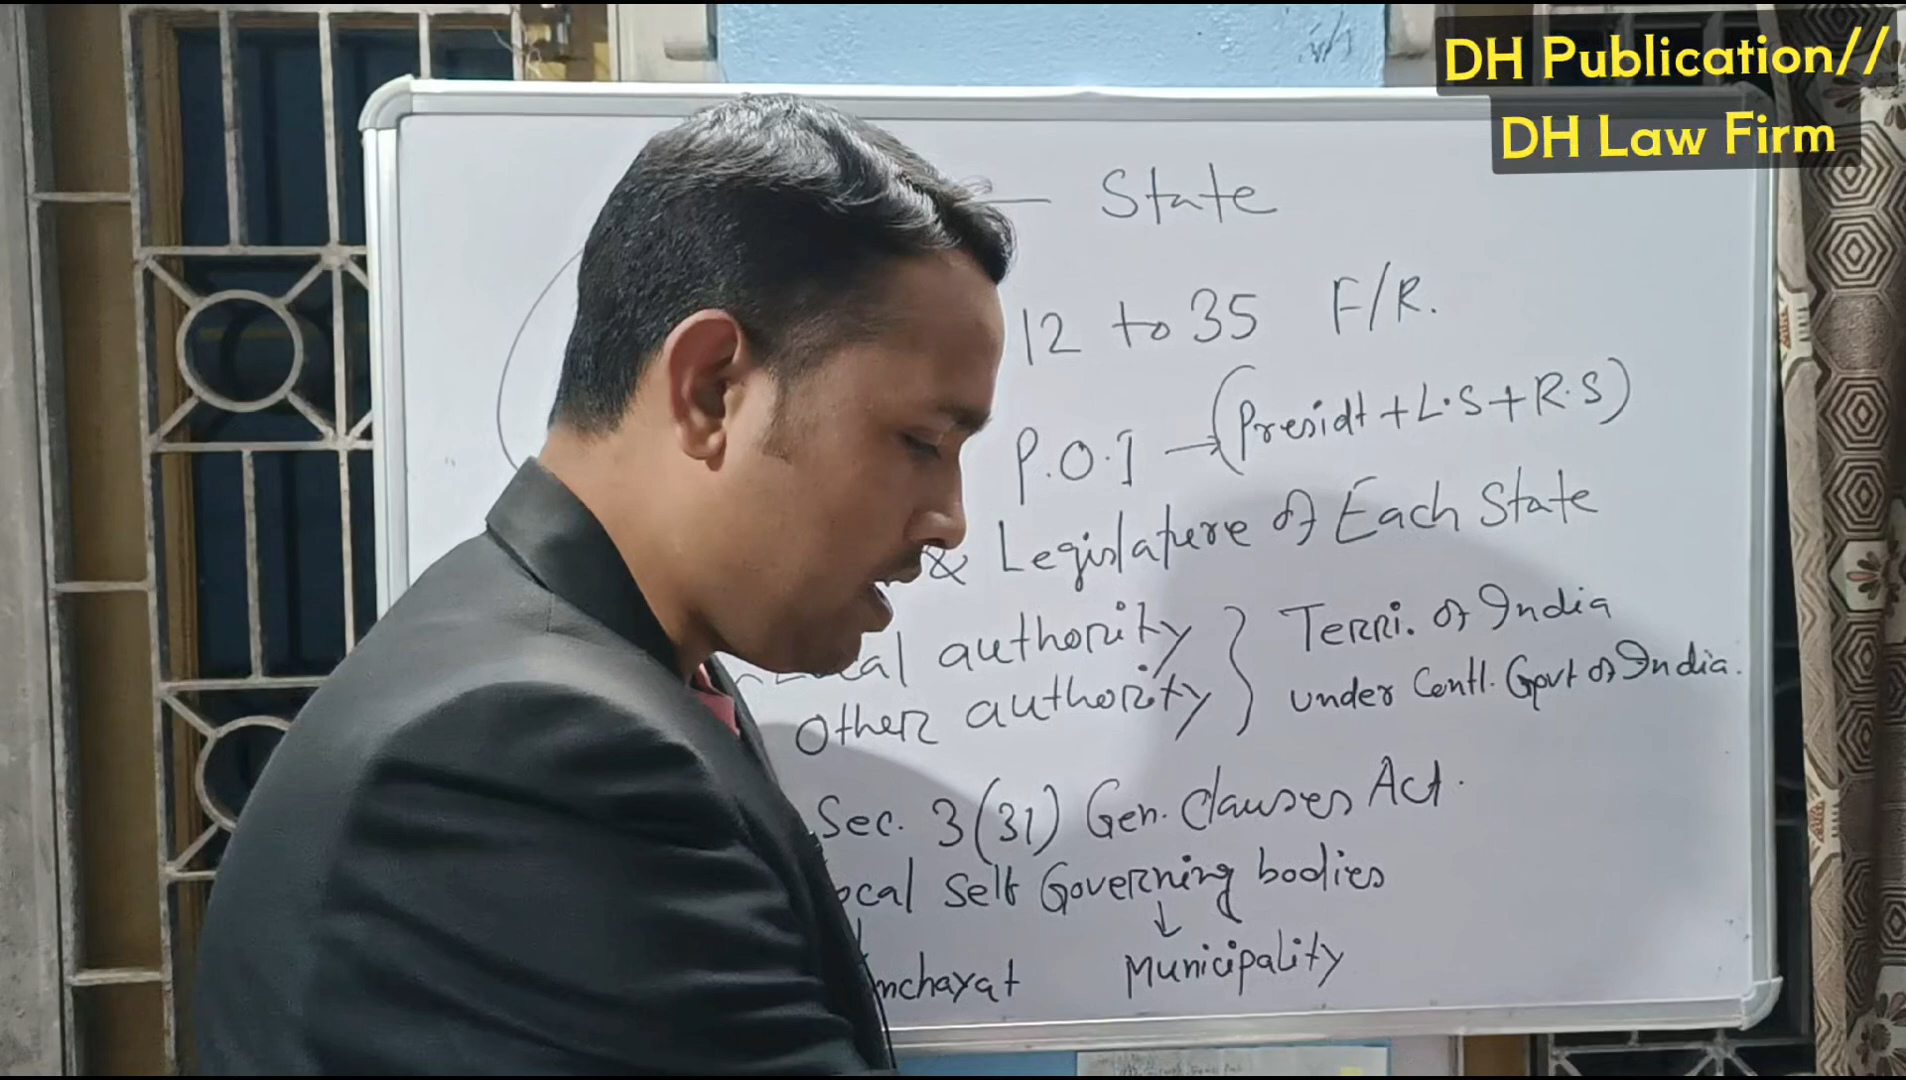 DH Publication//
DH Law Firm
— State
12 to 35 F/R.
P.O.I → (Presidt + L.S + R.S)
& Legislature of Each State
authority } Terri. of India
Other authority } under Contl. Govt of India.
Sec. 3(31) Gen. Clauses Act.
Self Governing bodies
↓
Municipality